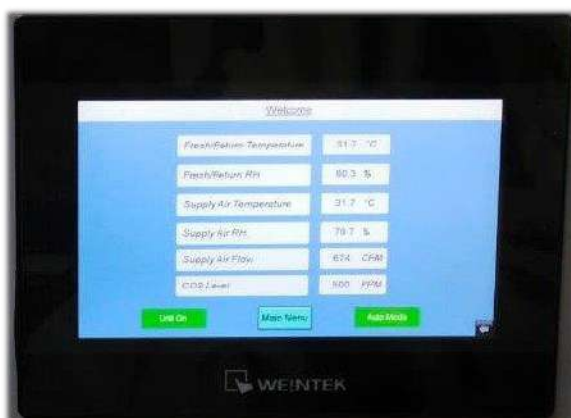 Welcome
Fresh/Return Temperature 31.7 °C
Fresh/Return RH 80.3 %
Supply Air Temperature 31.7 °C
Supply Air RH 79.7 %
Supply Air Flow 674 CFM
CO2 Level PPM
Unit On Main Menu Auto Mode
WEINTEK